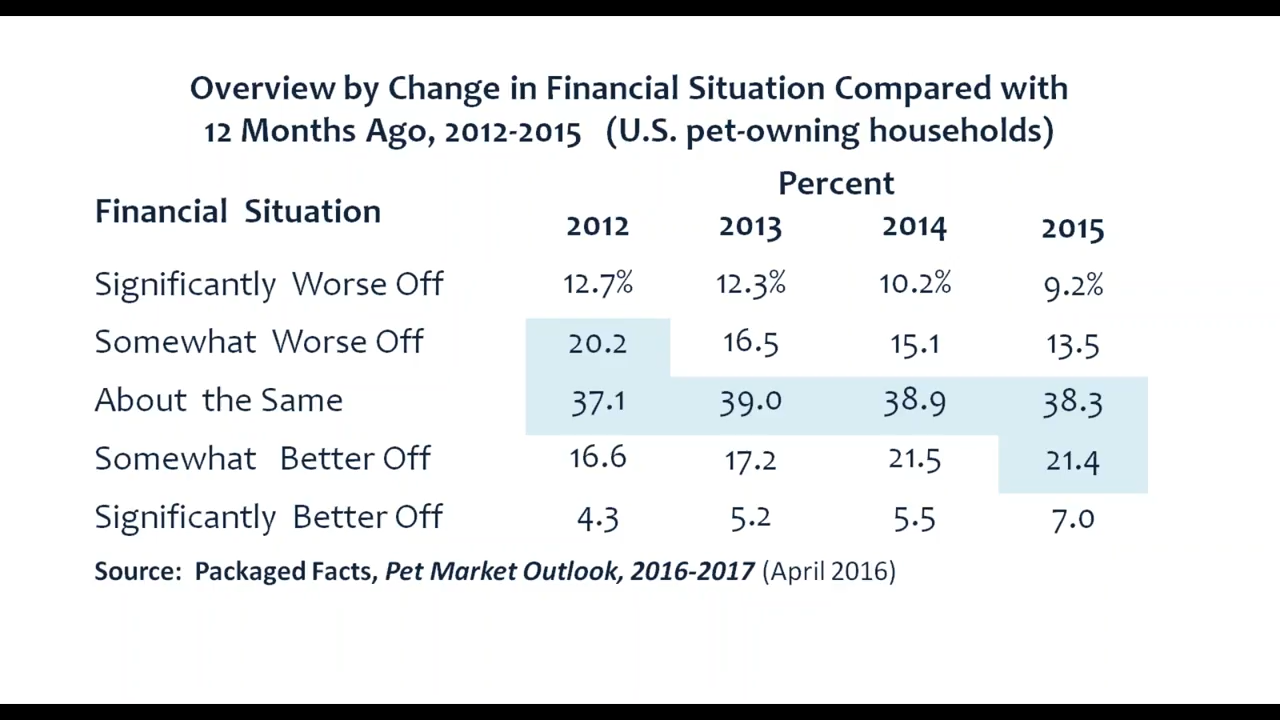 Overview by Change in Financial Situation Compared with
12 Months Ago, 2012-2015 (U.S. pet-owning households)
Percent
Financial Situation
2012 2013 2014 2015
Significantly Worse Off 12.7% 12.3% 10.2% 9.2%
Somewhat Worse Off 20.2 16.5 15.1 13.5
About the Same 37.1 39.0 38.9 38.3
Somewhat Better Off 16.6 17.2 21.5 21.4
Significantly Better Off 4.3 5.2 5.5 7.0
Source: Packaged Facts, Pet Market Outlook, 2016-2017 (April 2016)